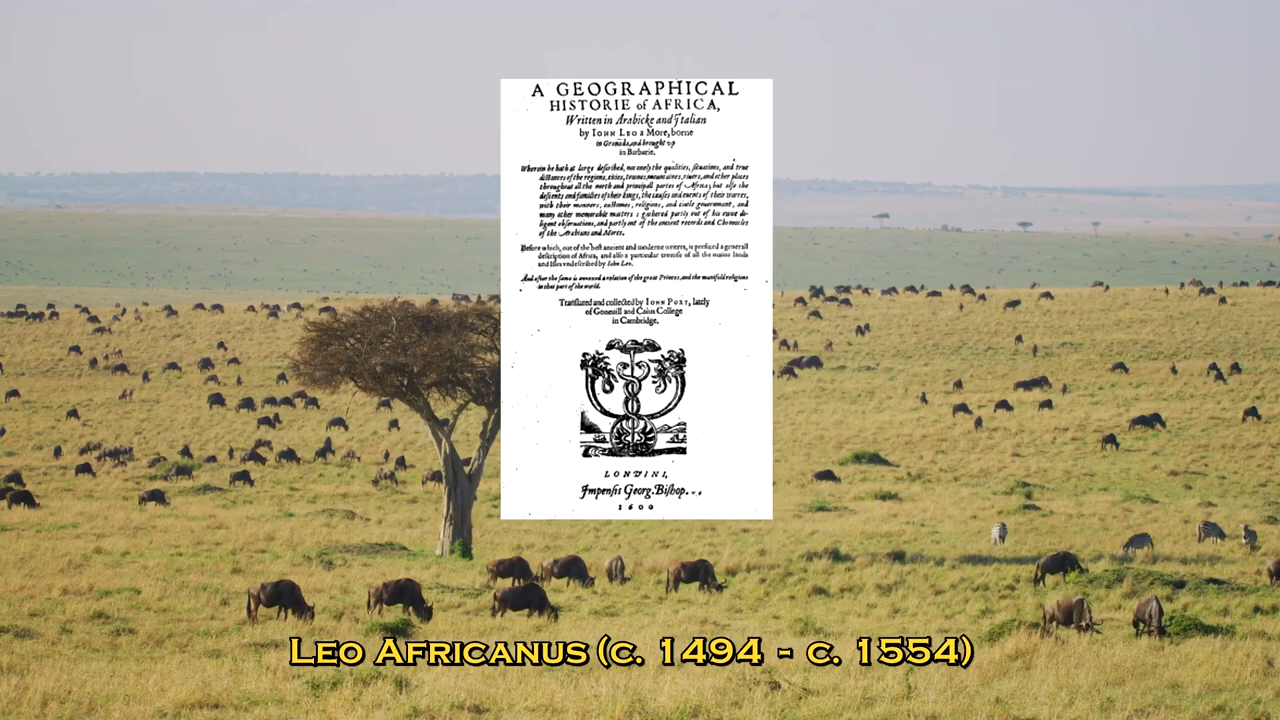 A GEOGRAPHICAL
HISTORIE of AFRICA,
Written in Arabicke and Italian
by IOHN LEO a More, borne
in Granada, and brought vp
in Barbarie.
Wherein he hath at large described, not onely the qualities, situations, and true
distances of the regions, cities, townes, mountaines, riuers, and other places
throughout all the north and principall partes of Africa; but also the
descents and families of their kings, the causes and euents of their warres,
with their manners, customes, religions, and ciuile gouernment, and
many other memorable matters: gathered partly out of his owne di-
ligent obseruations, and partly out of the ancient records and Chronicles
of the Arabians and Mores.
Before which, out of the best ancient and moderne writers, is prefixed a generall
description of Africa, and also a particular treatise of all the maine lands
and Isles vndescribed by Iohn Leo.
And after the same is annexed a relation of the great Princes, and the manifold religions
in that part of the world.
Translated and collected by IOHN PORY, lately
of Goneuill and Caius College
in Cambridge.
LONDINI,
Impensis Georg. Bishop.
1600
LEO AFRICANUS (C. 1494 - C. 1554)